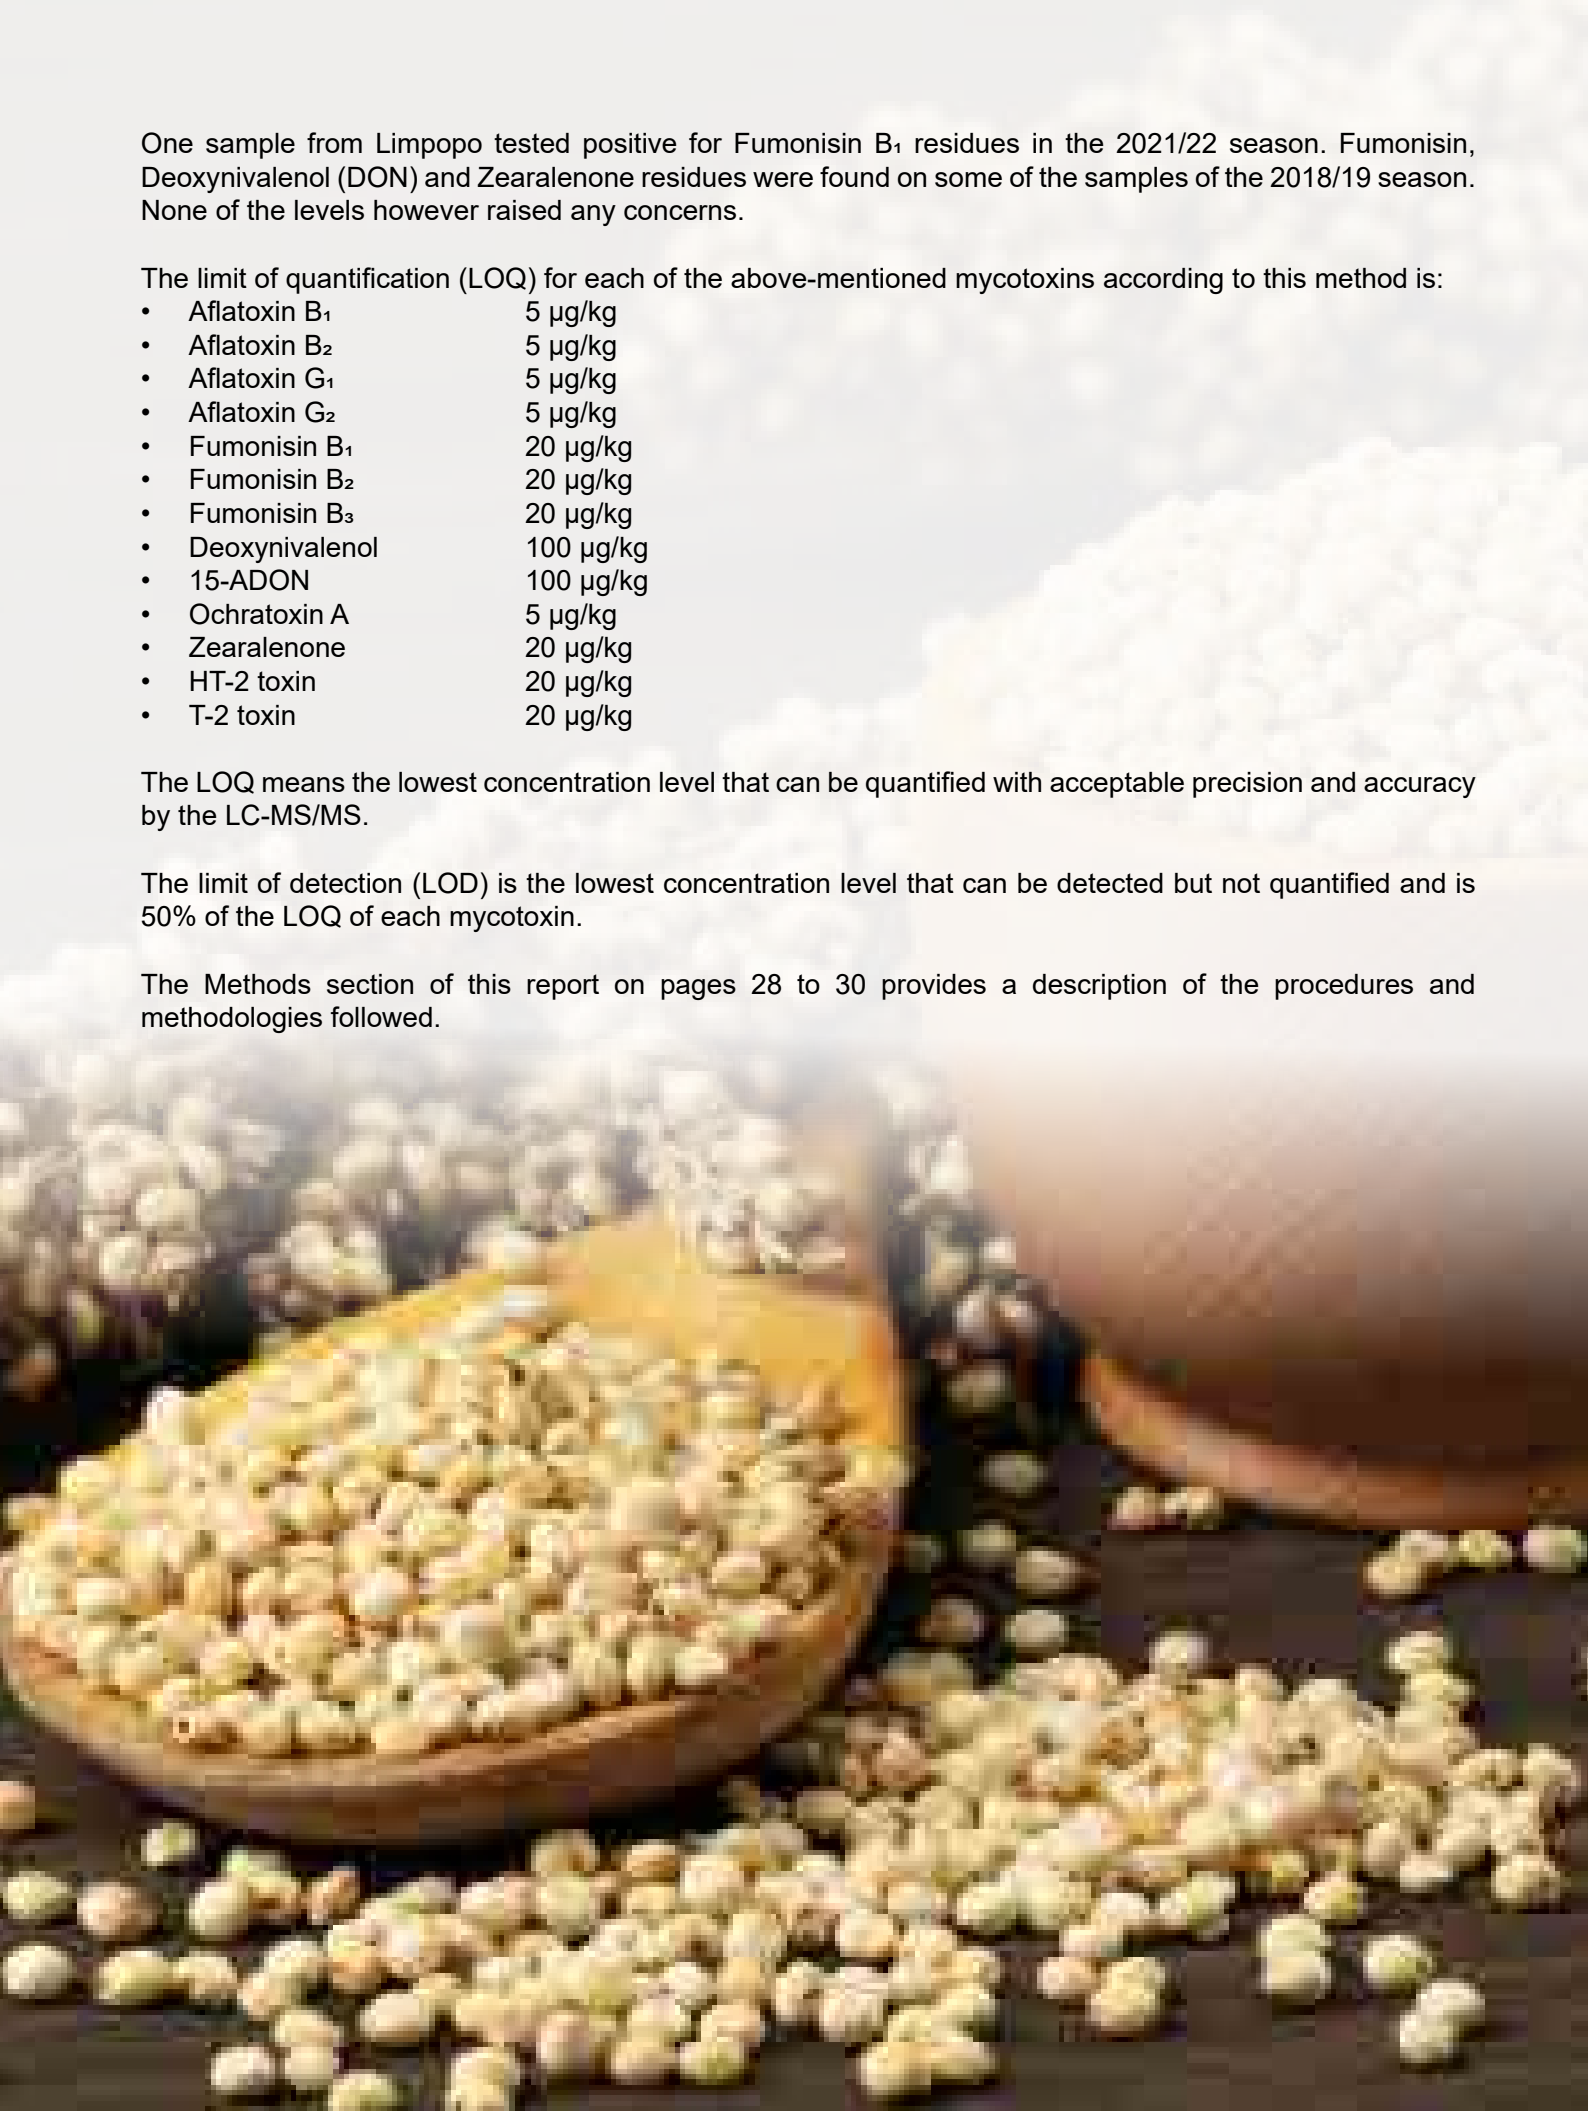 One sample from Limpopo tested positive for Fumonisin B₁ residues in the 2021/22 season. Fumonisin,
Deoxynivalenol (DON) and Zearalenone residues were found on some of the samples of the 2018/19 season.
None of the levels however raised any concerns.
The limit of quantification (LOQ) for each of the above-mentioned mycotoxins according to this method is:
• Aflatoxin B₁ 5 µg/kg
• Aflatoxin B₂ 5 µg/kg
• Aflatoxin G₁ 5 µg/kg
• Aflatoxin G₂ 5 µg/kg
• Fumonisin B₁ 20 µg/kg
• Fumonisin B₂ 20 µg/kg
• Fumonisin B₃ 20 µg/kg
• Deoxynivalenol 100 µg/kg
• 15-ADON 100 µg/kg
• Ochratoxin A 5 µg/kg
• Zearalenone 20 µg/kg
• HT-2 toxin 20 µg/kg
• T-2 toxin 20 µg/kg
The LOQ means the lowest concentration level that can be quantified with acceptable precision and accuracy
by the LC-MS/MS.
The limit of detection (LOD) is the lowest concentration level that can be detected but not quantified and is
50% of the LOQ of each mycotoxin.
The Methods section of this report on pages 28 to 30 provides a description of the procedures and
methodologies followed.